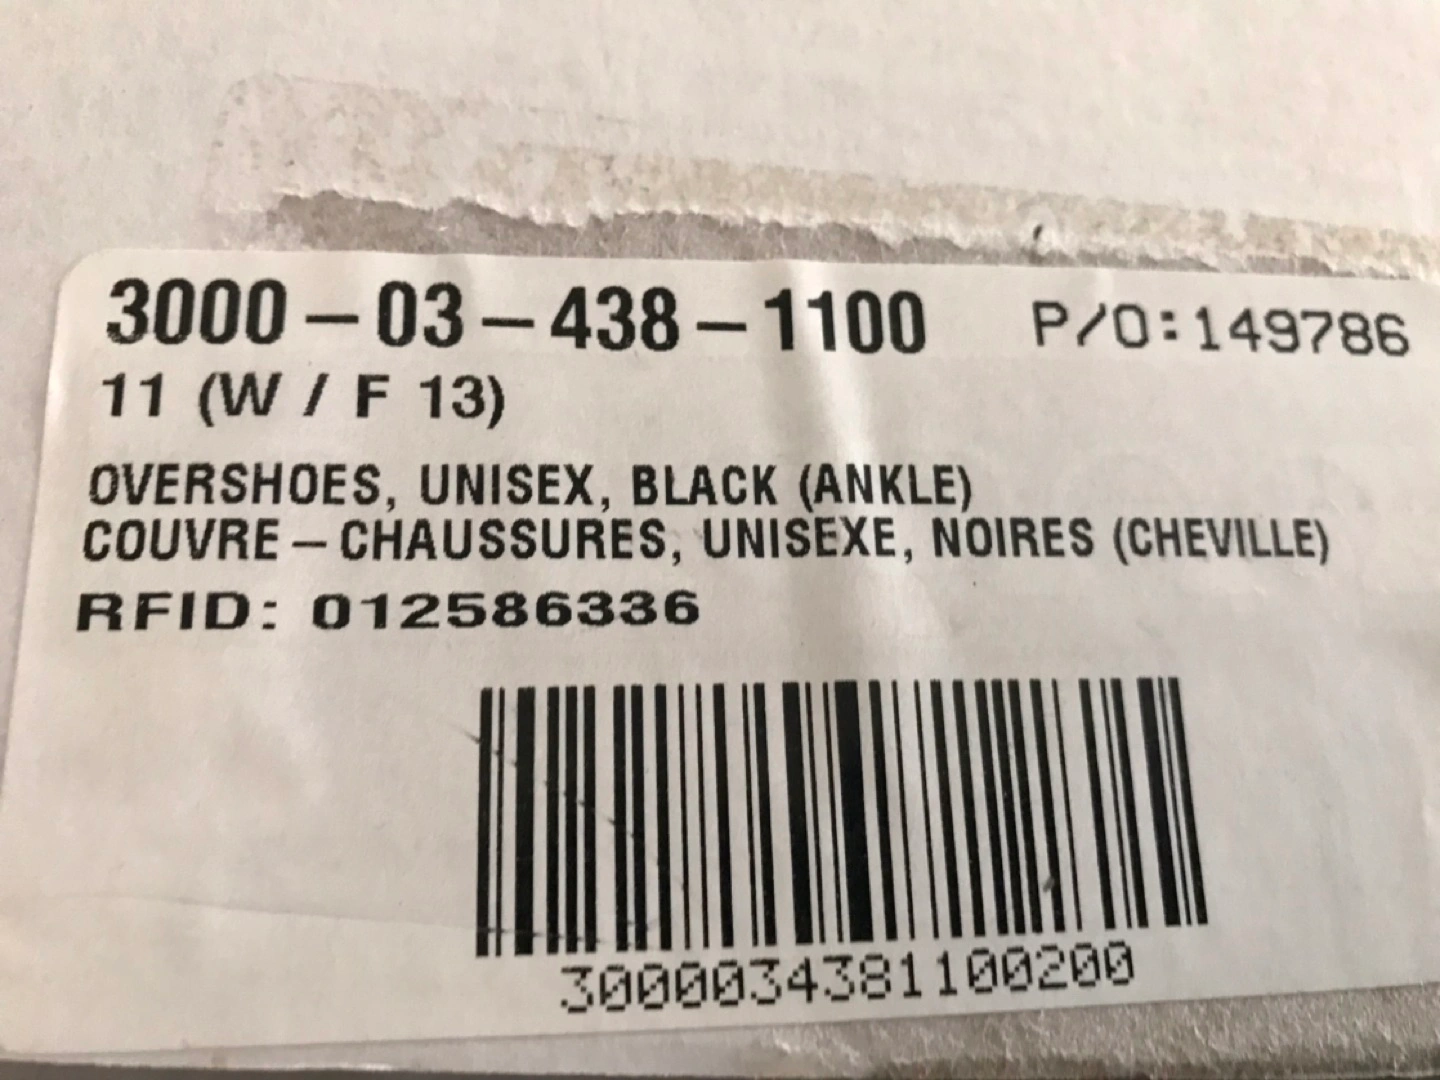 3000-03-438-1100 P/O:149786
11 (W / F 13)
OVERSHOES, UNISEX, BLACK (ANKLE)
COUVRE-CHAUSSURES, UNISEXE, NOIRES (CHEVILLE)
RFID: 012586336
3000034381100200